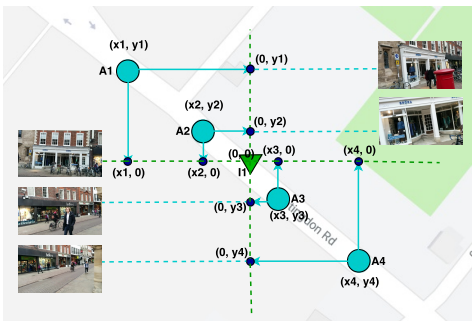 (x1, y1)
A1
(0, y1)
(x2, y2)
A2
(0, y2)
(0, 0)
(x3, 0)
(x4, 0)
(x1, 0)
(x2, 0)
I1
A3
(0, y3)
(x3, y3)
Rd
(0, y4)
A4
(x4, y4)